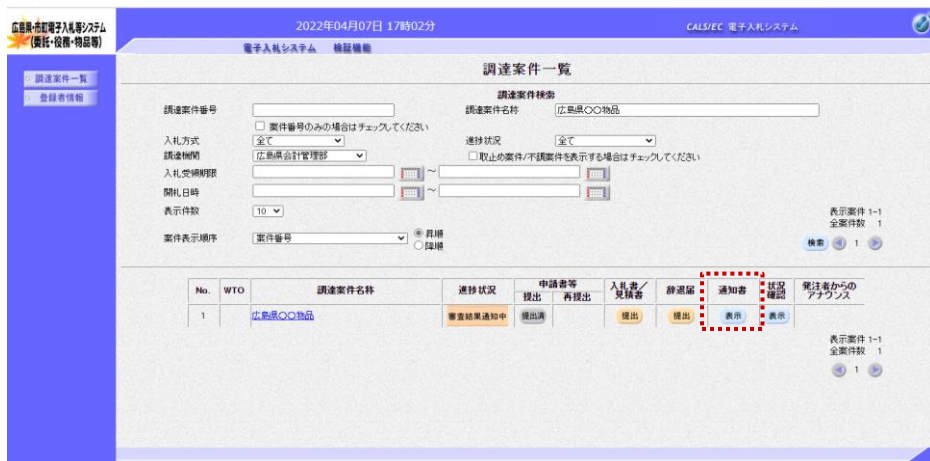 広島県・市町電子入札等システム
(委託・役務・物品等)
2022年04月07日 17時02分
CALS/EC 電子入札システム
電子入札システム 検証機能
調達案件一覧
登録者情報
調達案件一覧
調達案件検索
調達案件番号 調達案件名称 広島県〇〇物品
案件番号のみの場合はチェックしてください
入札方式 全て 進捗状況 全て
調達機関 広島県会計管理部 取止め案件/不調案件を表示する場合はチェックしてください
入札受領期限 ~
開札日時 ~
表示件数 10
表示案件 1-1
全案件数 1
案件表示順序 案件番号 昇順
降順
検索 1
No. WTO 調達案件名称 進捗状況 申請書等 入札書/見積書 辞退届 通知書 状況確認 発注者からのアナウンス
提出 再提出
1 広島県〇〇物品 審査結果通知中 提出済 提出 提出 表示 表示
表示案件 1-1
全案件数 1
1